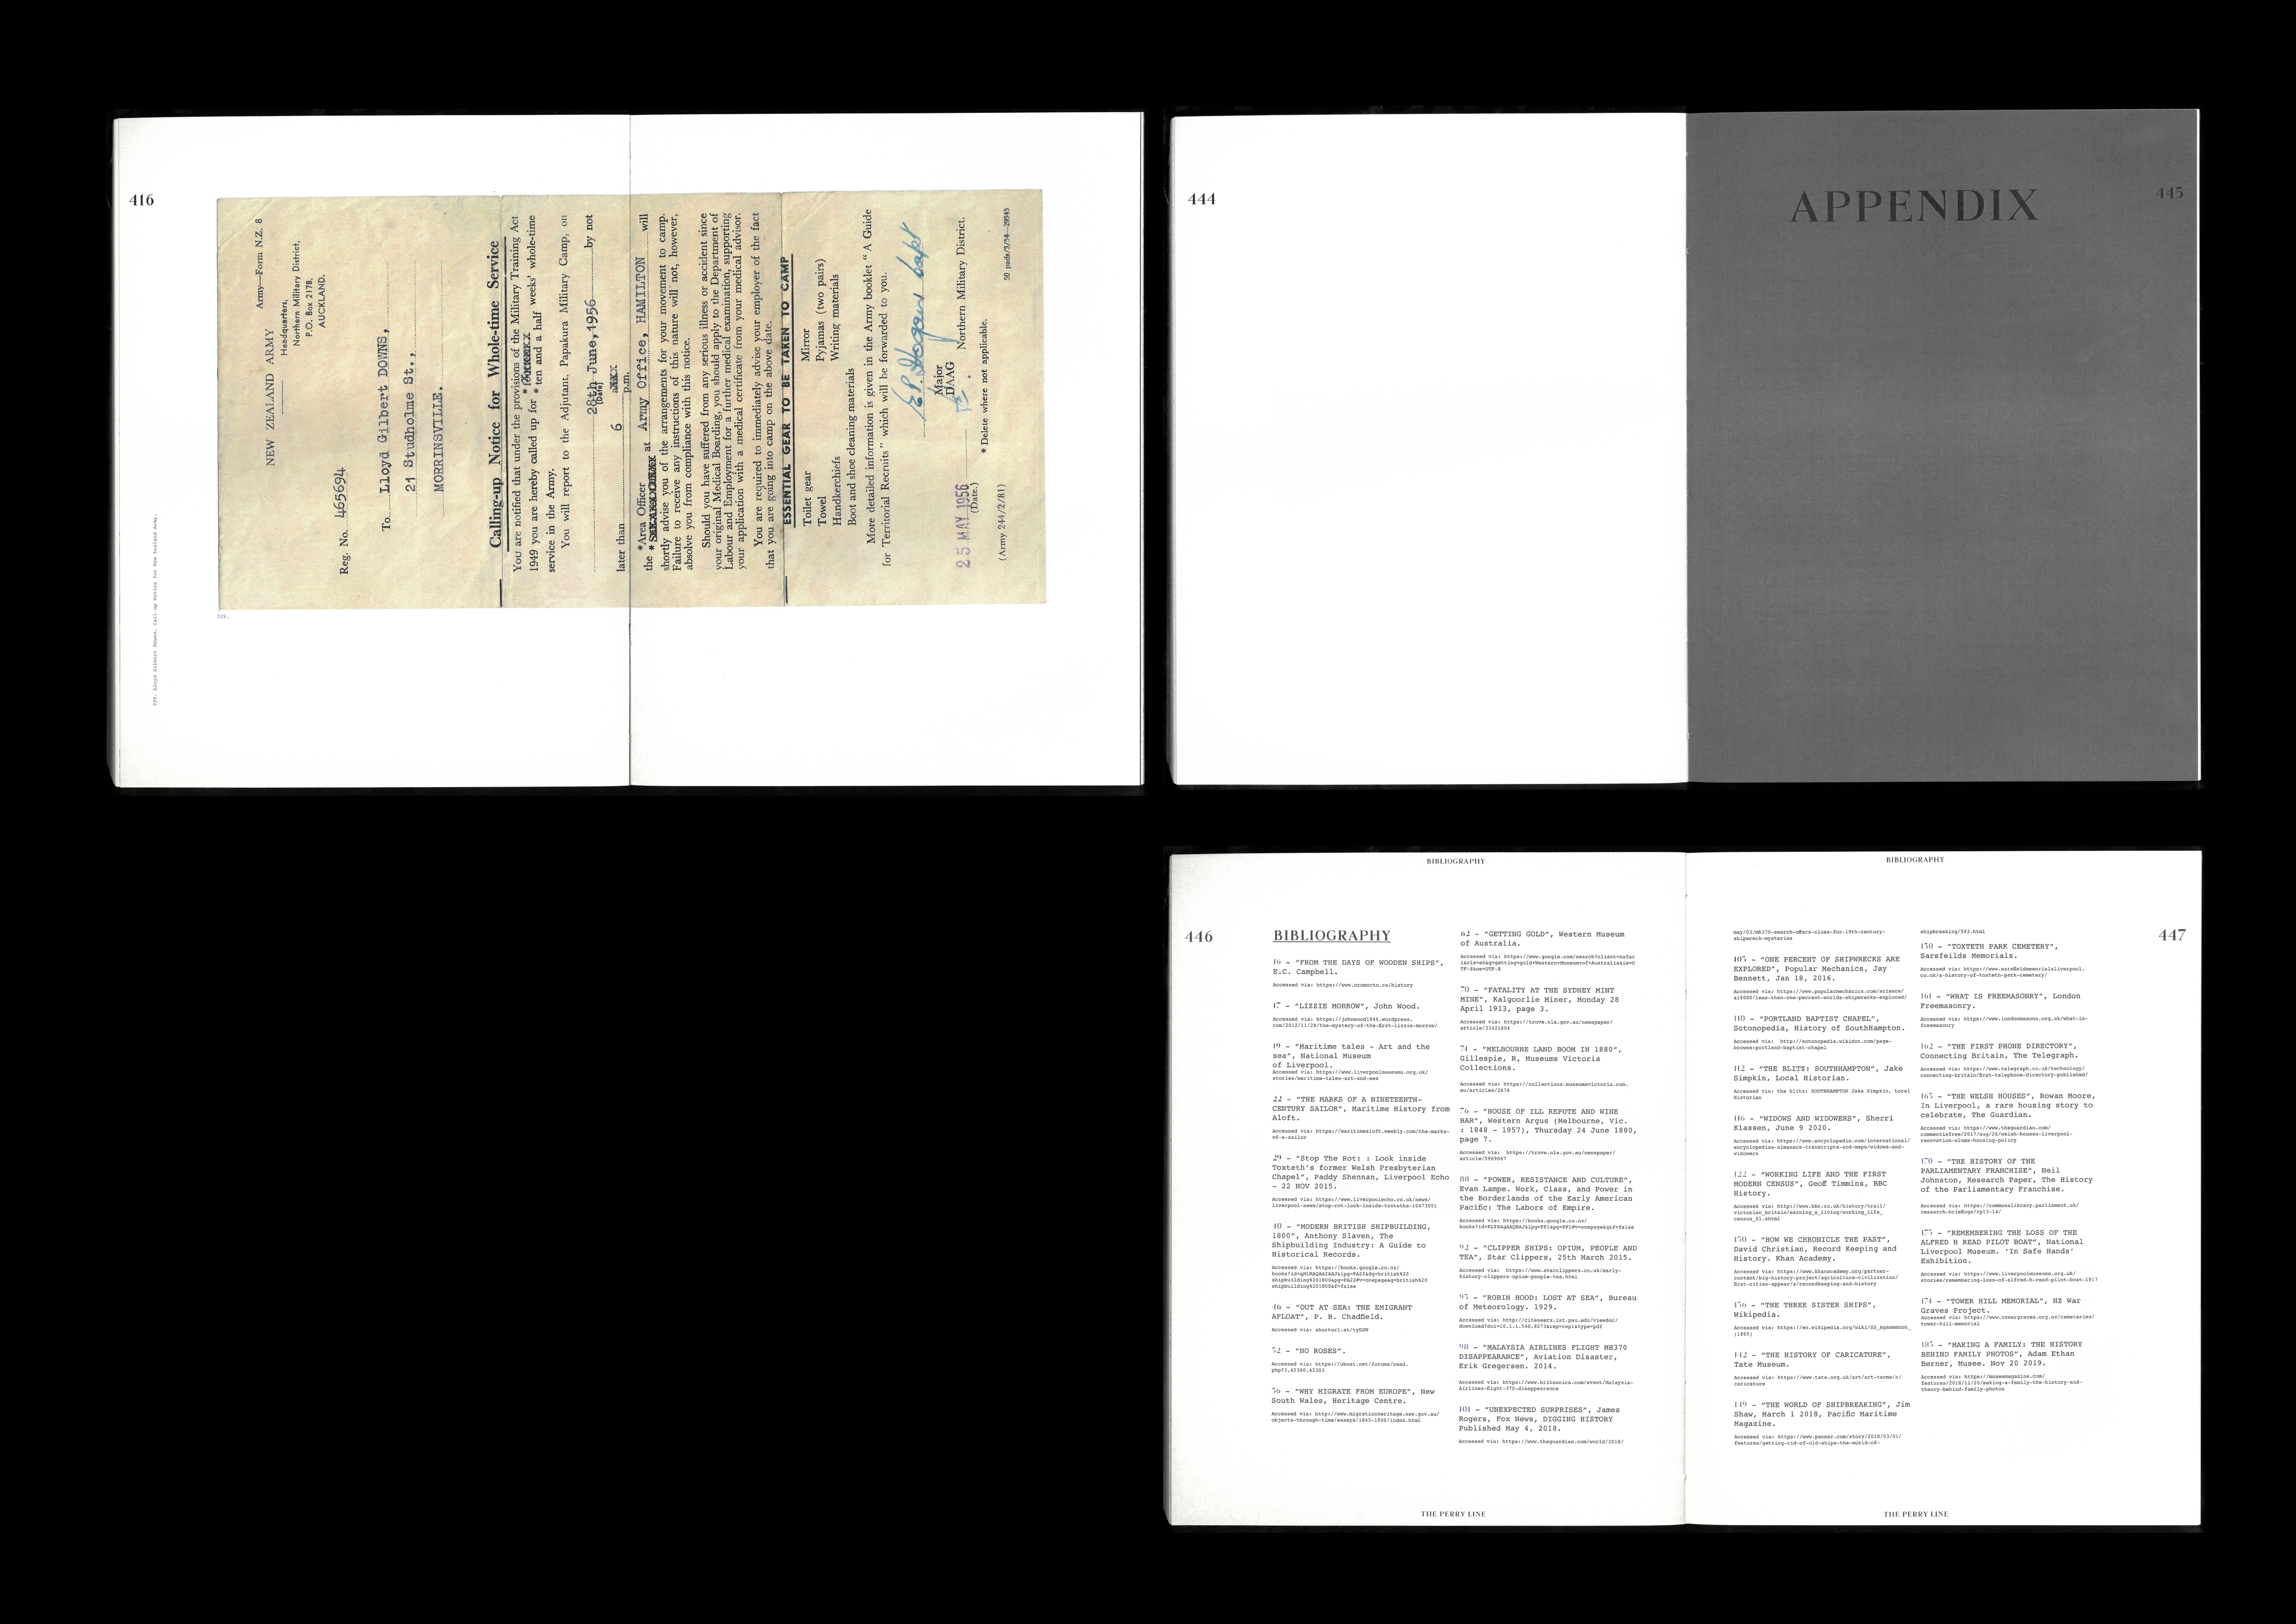 416
NEW ZEALAND ARMY
Army—Form N.Z. 8
Headquarters,
Northern Military District,
P.O. Box 2178,
AUCKLAND.
Reg. No. 465694
To Lloyd Gilbert DOWNS,
21 Studholme St.,
MORRINSVILLE.
Calling-up Notice for Whole-time Service
You are notified that under the provisions of the Military Training Act
1949 you are hereby called up for * ten and a half weeks' whole-time
service in the Army.
You will report to the Adjutant, Papakura Military Camp, on
28th June, 1956 by not
(Date)
later than 6 p.m.
the *Area Officer at Army Office, HAMILTON will
shortly advise you of the arrangements for your movement to camp.
Failure to receive any instructions of this nature will not, however,
absolve you from compliance with this notice.
Should you have suffered from any serious illness or accident since
your original Medical Boarding, you should apply to the Department of
Labour and Employment for a further medical examination, supporting
your application with a medical certificate from your medical advisor.
You are required to immediately advise your employer of the fact
that you are going into camp on the above date.
ESSENTIAL GEAR TO BE TAKEN TO CAMP
Toilet gear Mirror
Towel Pyjamas (two pairs)
Handkerchiefs Writing materials
Boot and shoe cleaning materials
More detailed information is given in the Army booklet " A Guide
for Territorial Recruits " which will be forwarded to you.
Major
DAAG
25 MAY 1956 Northern Military District.
(Date.)
* Delete where not applicable.
(Army 244/2/81) 50 pads/3/54—29845
229.
229. Lloyd Gilbert Downs, Call-up Notice for New Zealand Army.
444
APPENDIX
445
BIBLIOGRAPHY
446
BIBLIOGRAPHY
16 - "FROM THE DAYS OF WOODEN SHIPS",
E.C. Campbell.
Accessed via: https://www.oromocto.ca/history
17 - "LIZZIE MORROW", John Wood.
Accessed via: https://johnwood1946.wordpress.
com/2012/11/28/the-mystery-of-the-first-lizzie-morrow/
19 - "Maritime tales - Art and the
sea", National Museum
of Liverpool.
Accessed via: https://www.liverpoolmuseums.org.uk/
stories/maritime-tales-art-and-sea
22 - "THE MARKS OF A NINETEENTH-
CENTURY SAILOR", Maritime History from
Aloft.
Accessed via: https://maritimealoft.weebly.com/the-marks-
of-a-sailor
29 - "Stop The Rot: : Look inside
Toxteth's former Welsh Presbyterian
Chapel", Paddy Shennan, Liverpool Echo
- 22 NOV 2015.
Accessed via: https://www.liverpoolecho.co.uk/news/
liverpool-news/stop-rot-look-inside-toxteths-10473051
40 - "MODERN BRITISH SHIPBUILDING,
1800", Anthony Slaven, The
Shipbuilding Industry: A Guide to
Historical Records.
Accessed via: https://books.google.co.nz/
shipbuilding%201800&f=false
46 - "OUT AT SEA: THE EMIGRANT
AFLOAT", P. B. Chadfield.
Accessed via: shorturl.at/tyDSW
52 - "NO ROSES".
Accessed via: https://uboat.net/forums/read.
php?3,42300,42303
56 - "WHY MIGRATE FROM EUROPE", New
South Wales, Heritage Centre.
Accessed via: http://www.migrationheritage.nsw.gov.au/
objects-through-time/essays/1840-1900/index.html
62 - "GETTING GOLD", Western Museum
of Australia.
Accessed via: https://www.google.com/search?client=safar
i&rls=en&q=getting+gold+Western+Museum+of+Australia&ie=U
TF-8&oe=UTF-8
70 - "FATALITY AT THE SYDNEY MINT
MINE", Kalgoorlie Miner, Monday 28
April 1913, page 3.
Accessed via: https://trove.nla.gov.au/newspaper/
article/33421604
74 - "MELBOURNE LAND BOOM IN 1880",
Gillespie, R, Museums Victoria
Collections.
Accessed via: https://collections.museumsvictoria.com.
au/articles/2676
76 - "HOUSE OF ILL REPUTE AND WINE
BAR", Western Argus (Melbourne, Vic.
: 1848 - 1957), Thursday 24 June 1880,
page 7.
Accessed via: https://trove.nla.gov.au/newspaper/
article/5969067
88 - "POWER, RESISTANCE AND CULTURE",
Evan Lampe. Work, Class, and Power in
the Borderlands of the Early American
Pacific: The Labors of Empire.
Accessed via: https://books.google.co.nz/
92 - "CLIPPER SHIPS: OPIUM, PEOPLE AND
TEA", Star Clippers, 25th March 2015.
Accessed via: https://www.starclippers.co.uk/early-
history-clippers-opium-people-tea.html
95 - "ROBIN HOOD: LOST AT SEA", Bureau
of Meteorology. 1929.
Accessed via: http://citeseerx.ist.psu.edu/viewdoc/
download?doi=10.1.1.540.8273&rep=rep1&type=pdf
98 - "MALAYSIA AIRLINES FLIGHT MH370
DISAPPEARANCE", Aviation Disaster,
Erik Gregersen. 2014.
Accessed via: https://www.britannica.com/event/Malaysia-
Airlines-flight-370-disappearance
101 - "UNEXPECTED SURPRISES", James
Rogers, Fox News, DIGGING HISTORY
Published May 4, 2018.
Accessed via: https://www.theguardian.com/world/2018/
THE PERRY LINE
BIBLIOGRAPHY
447
may/03/mh370-search-offers-clues-for-19th-century-
shipwreck-mysteries
105 - "ONE PERCENT OF SHIPWRECKS ARE
EXPLORED", Popular Mechanics, Jay
Bennett, Jan 18, 2016.
Accessed via: https://www.popularmechanics.com/science/
a19000/less-than-one-percent-worlds-shipwrecks-explored/
110 - "PORTLAND BAPTIST CHAPEL",
Sotonopedia, History of SouthHampton.
Accessed via: http://sotonopedia.wikidot.com/page-
browse:portland-baptist-chapel
112 - "THE BLITZ: SOUTHAMPTON", Jake
Simpkin, Local Historian.
Accessed via: the blitz: SOUTHAMPTON Jake Simpkin, Local
Historian
116 - "WIDOWS AND WIDOWERS", Sherri
Klassen, June 9 2020.
Accessed via: https://www.encyclopedia.com/international/
encyclopedias-almanacs-transcripts-and-maps/widows-and-
widowers
122 - "WORKING LIFE AND THE FIRST
MODERN CENSUS", Geoff Timmins, BBC
History.
Accessed via: http://www.bbc.co.uk/history/trail/
victorian_britain/earning_a_living/working_life_
census_01.shtml
130 - "HOW WE CHRONICLE THE PAST",
David Christian, Record Keeping and
History. Khan Academy.
Accessed via: https://www.khanacademy.org/partner-
content/big-history-project/agriculture-civilization/
first-cities-appear/a/recordkeeping-and-history
136 - "THE THREE SISTER SHIPS",
Wikipedia.
Accessed via: https://en.wikipedia.org/wiki/SS_Agamemnon_
(1865)
142 - "THE HISTORY OF CARICATURE",
Tate Museum.
Accessed via: https://www.tate.org.uk/art/art-terms/c/
caricature
149 - "THE WORLD OF SHIPBREAKING", Jim
Shaw, March 1 2018, Pacific Maritime
Magazine.
Accessed via: https://www.pacmar.com/story/2018/03/01/
features/getting-rid-of-old-ships-the-world-of-
shipbreaking/593.html
150 - "TOXTETH PARK CEMETERY",
Sarsfeilds Memorials.
Accessed via: https://www.sarsfieldmemorialsliverpool.
co.uk/a-history-of-toxteth-park-cemetery/
161 - "WHAT IS FREEMASONRY", London
Freemasonry.
Accessed via: https://www.londonmasons.org.uk/what-is-
freemasonry
162 - "THE FIRST PHONE DIRECTORY",
Connecting Britain, The Telegraph.
Accessed via: https://www.telegraph.co.uk/technology/
connecting-britain/first-telephone-directory-published/
165 - "THE WELSH HOUSES", Rowan Moore,
In Liverpool, a rare housing story to
celebrate, The Guardian.
Accessed via: https://www.theguardian.com/
commentisfree/2017/aug/26/welsh-houses-liverpool-
renovation-slums-housing-policy
170 - "THE HISTORY OF THE
PARLIAMENTARY FRANCHISE", Neil
Johnston, Research Paper, The History
of the Parliamentary Franchise.
Accessed via: https://commonslibrary.parliament.uk/
research-briefings/rp13-14/
173 - "REMEMBERING THE LOSS OF THE
ALFRED H READ PILOT BOAT", National
Liverpool Museum. 'In Safe Hands'
Exhibition.
Accessed via: https://www.liverpoolmuseums.org.uk/
stories/remembering-loss-of-alfred-h-read-pilot-boat-1917
174 - "TOWER HILL MEMORIAL", NZ War
Graves Project.
Accessed via: https://www.nzwargraves.org.nz/cemeteries/
tower-hill-memorial
185 - "MAKING A FAMILY: THE HISTORY
BEHIND FAMILY PHOTOS", Adam Ethan
Berner, Musee. Nov 20 2019.
Accessed via: https://museemagazine.com/
features/2018/11/20/making-a-family-the-history-and-
theory-behind-family-photos
THE PERRY LINE